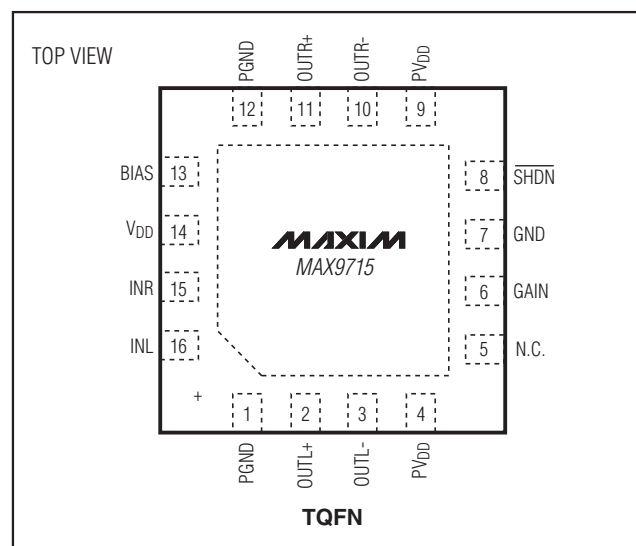 TOP VIEW
PGND
OUTR+
OUTR-
PVDD
12
11
10
9
BIAS 13
8 SHDN
VDD 14
7 GND
MAXIM
MAX9715
INR 15
6 GAIN
INL 16
5 N.C.
+
1
2
3
4
PGND
OUTL+
OUTL-
PVDD
TQFN